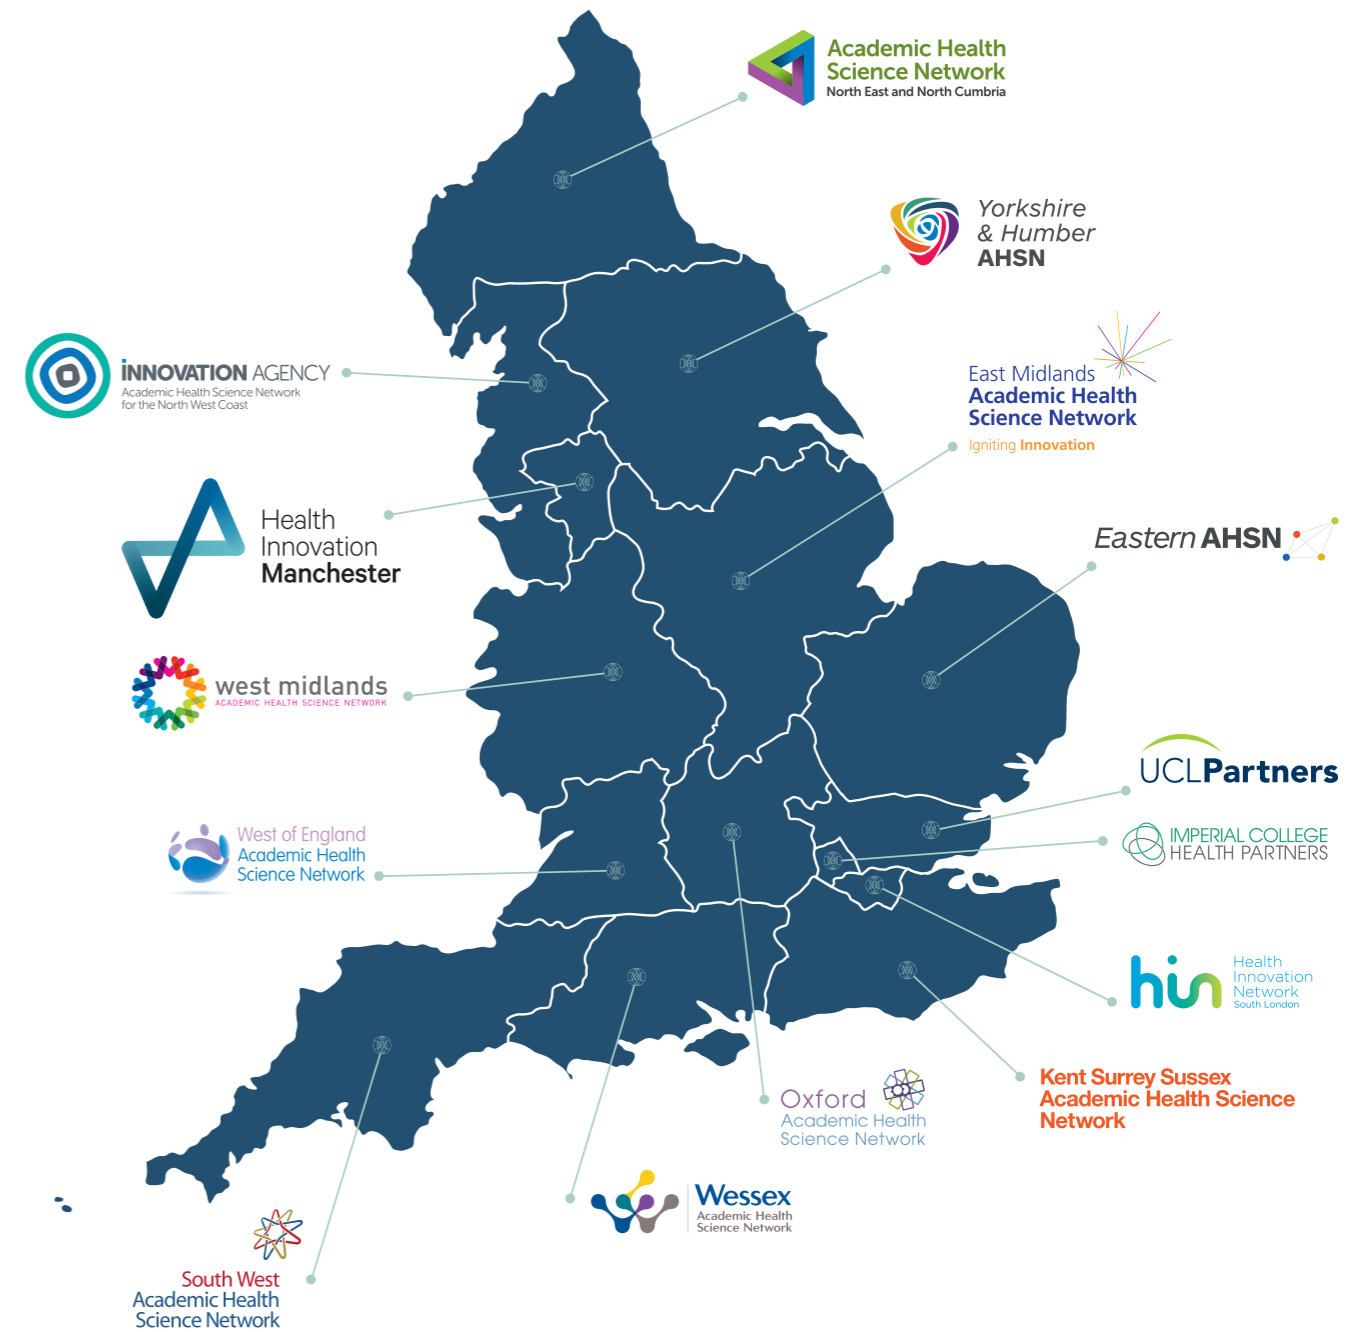 Academic Health
Science Network
North East and North Cumbria
Yorkshire
& Humber
AHSN
iNNOVATION AGENCY
Academic Health Science Network
for the North West Coast
East Midlands
Academic Health
Science Network
Igniting Innovation
Health
Innovation
Manchester
Eastern AHSN
west midlands
ACADEMIC HEALTH SCIENCE NETWORK
UCLPartners
West of England
Academic Health
Science Network
IMPERIAL COLLEGE
HEALTH PARTNERS
hin
Health
Innovation
Network
South London
Kent Surrey Sussex
Academic Health Science
Network
Oxford
Academic Health
Science Network
Wessex
Academic Health
Science Network
South West
Academic Health
Science Network